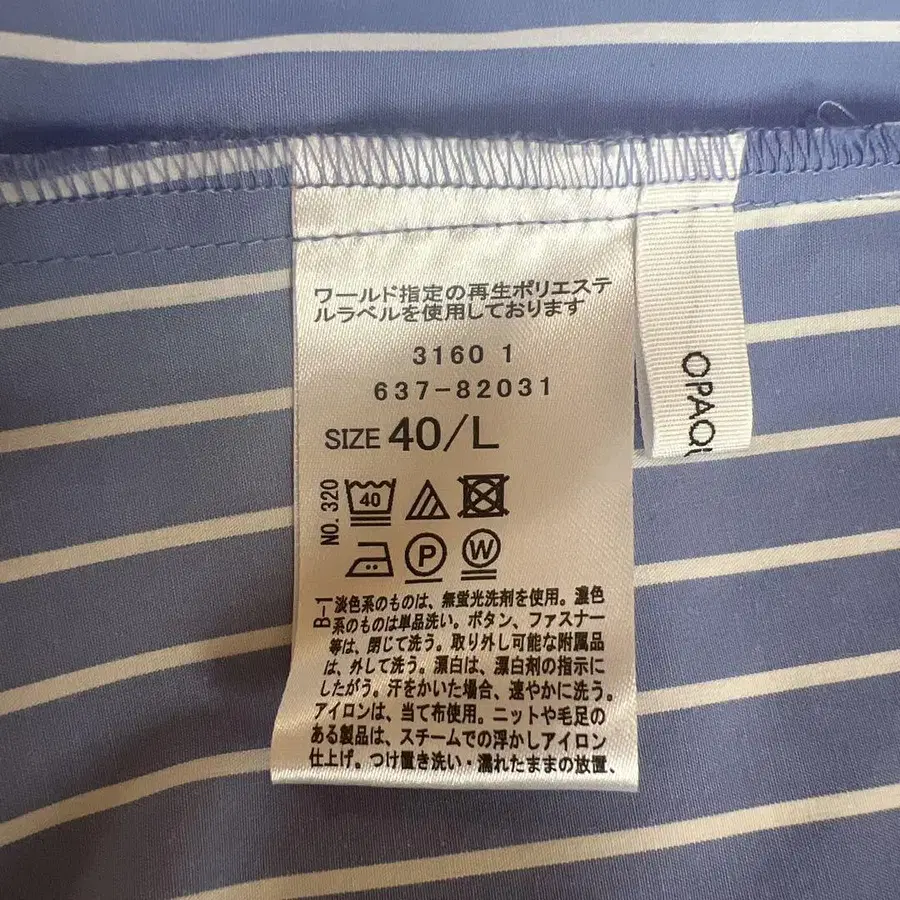 ワールド指定の再生ポリエステ
ルラベルを使用しております
3160 1
637-82031
SIZE 40/L
NO. 320
40
P
W
B-1
淡色系のものは、無蛍光洗剤を使用。濃色
系のものは単品洗い。ボタン、ファスナー
等は、閉じて洗う。取り外し可能な附属品
は、外して洗う。漂白は、漂白剤の指示に
したがう。汗をかいた場合、速やかに洗う。
アイロンは、当て布使用。ニットや毛足の
ある製品は、スチームでの浮かしアイロン
仕上げ。つけ置き洗い・濡れたままの放置、
OPAQU